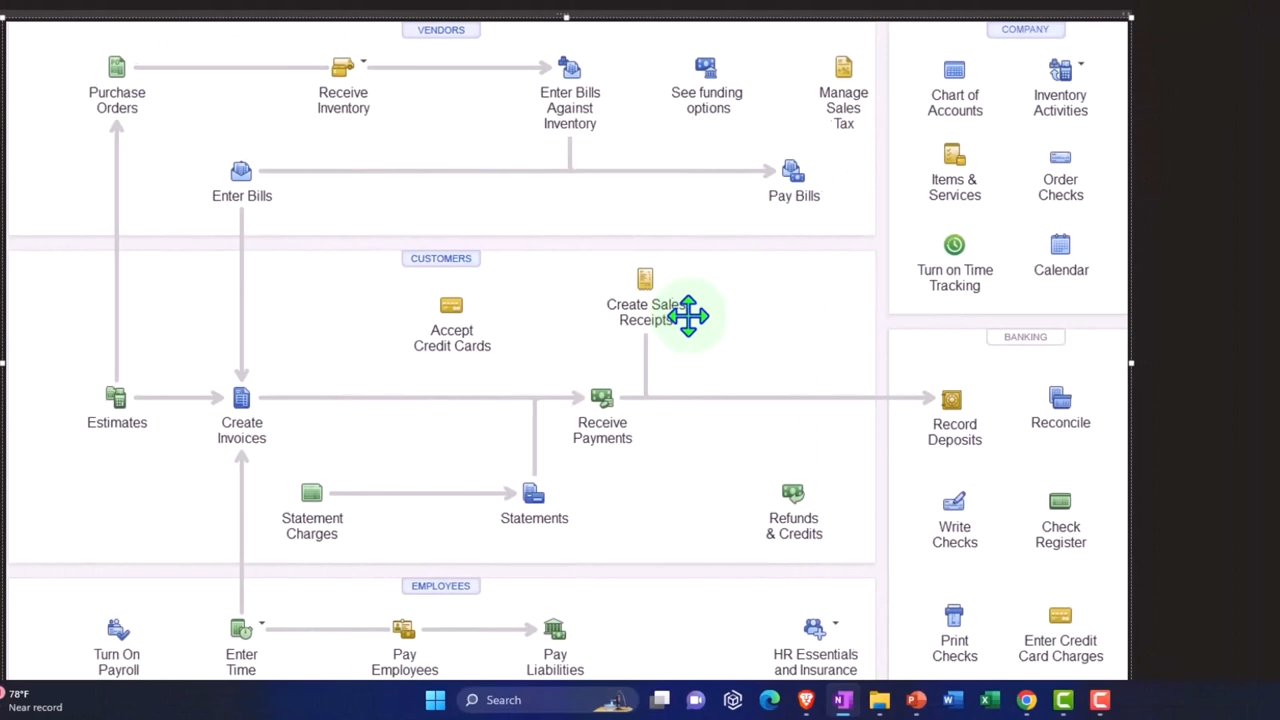 VENDORS
Purchase
Orders
Receive
Inventory
Enter Bills
Against
Inventory
See funding
options
Manage
Sales
Tax
Enter Bills
Pay Bills
COMPANY
Chart of
Accounts
Inventory
Activities
Items &
Services
Order
Checks
Turn on Time
Tracking
Calendar
CUSTOMERS
Create Sales
Receipts
Accept
Credit Cards
Estimates
Create
Invoices
Receive
Payments
Statement
Charges
Statements
Refunds
& Credits
BANKING
Record
Deposits
Reconcile
Write
Checks
Check
Register
Print
Checks
Enter Credit
Card Charges
EMPLOYEES
Turn On
Payroll
Enter
Time
Pay
Employees
Pay
Liabilities
HR Essentials
and Insurance
78°F
Near record
Search